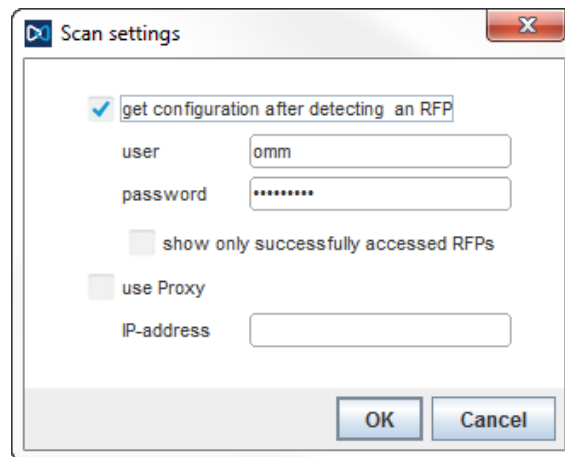 Scan settings
get configuration after detecting an RFP
user omm
password •••••••••
show only successfully accessed RFPs
use Proxy
IP-address
OK Cancel